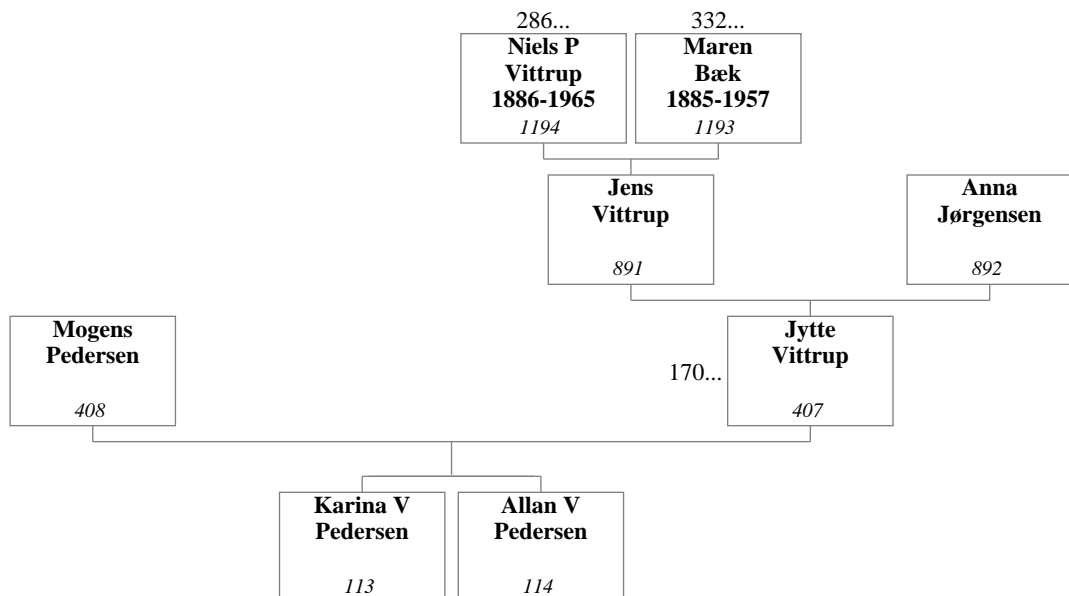 286...
332...
Niels P
Vittrup
1886-1965
1194
Maren
Bæk
1885-1957
1193
Jens
Vittrup
891
Anna
Jørgensen
892
Mogens
Pedersen
408
170...
Jytte
Vittrup
407
Karina V
Pedersen
113
Allan V
Pedersen
114